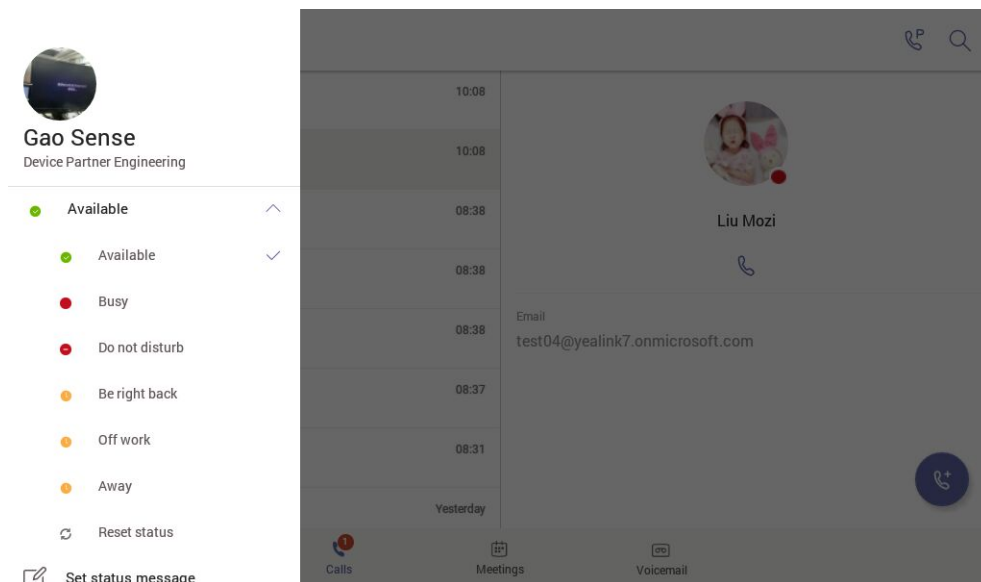 Gao Sense
Device Partner Engineering
Available
Available
Busy
Do not disturb
Be right back
Off work
Away
Reset status
Set status message
P
10:08
10:08
08:38
08:38
08:38
08:37
08:31
Yesterday
Liu Mozi
Email
test04@yealink7.onmicrosoft.com
1
Calls
Meetings
Voicemail